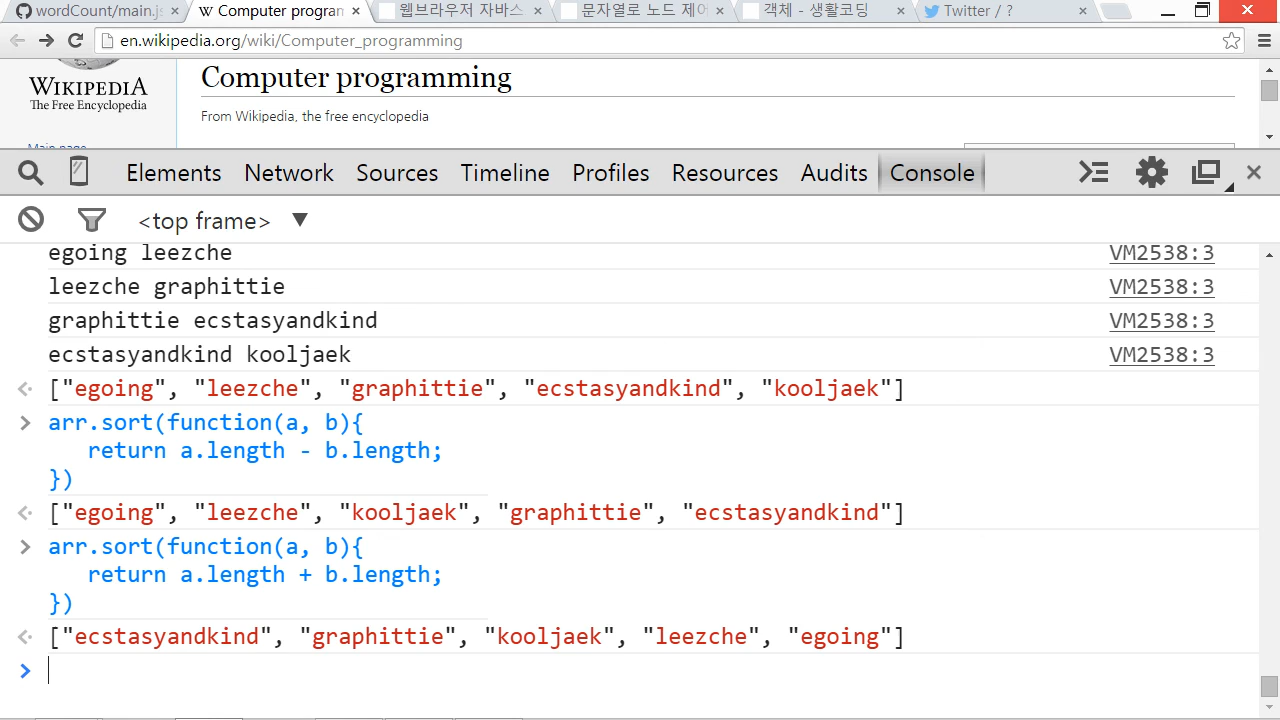 wordCount/main.js
Computer program
웹브라우저 자바스
문자열로 노드 제어
객체 - 생활코딩
Twitter / ?
en.wikipedia.org/wiki/Computer_programming
WIKIPEDIA
The Free Encyclopedia
Computer programming
From Wikipedia, the free encyclopedia
Main page
Elements Network Sources Timeline Profiles Resources Audits Console
<top frame> ▼
egoing leezche VM2538:3
leezche graphittie VM2538:3
graphittie ecstasyandkind VM2538:3
ecstasyandkind kooljaek VM2538:3
["egoing", "leezche", "graphittie", "ecstasyandkind", "kooljaek"]
> arr.sort(function(a, b){
return a.length - b.length;
})
["egoing", "leezche", "kooljaek", "graphittie", "ecstasyandkind"]
> arr.sort(function(a, b){
return a.length + b.length;
})
["ecstasyandkind", "graphittie", "kooljaek", "leezche", "egoing"]
>